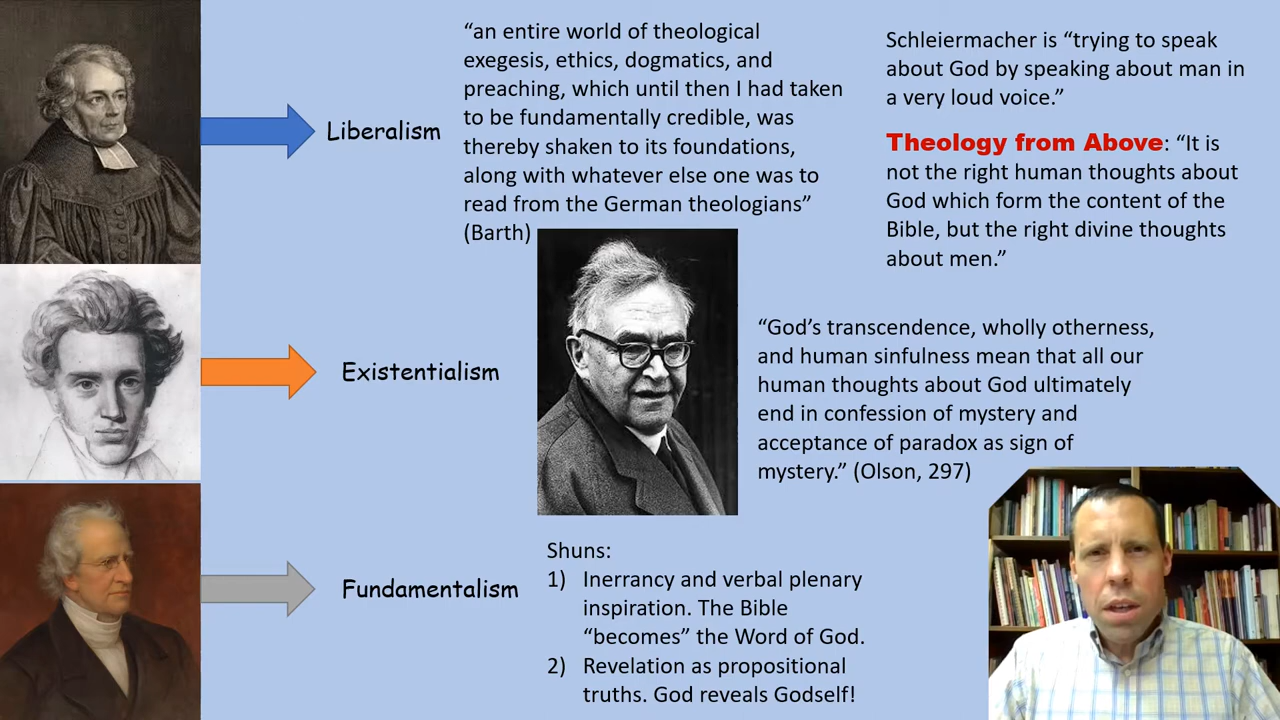 Liberalism
“an entire world of theological
exegesis, ethics, dogmatics, and
preaching, which until then I had taken
to be fundamentally credible, was
thereby shaken to its foundations,
along with whatever else one was to
read from the German theologians”
(Barth)
Schleiermacher is “trying to speak
about God by speaking about man in
a very loud voice.”
Theology from Above: “It is
not the right human thoughts about
God which form the content of the
Bible, but the right divine thoughts
about men.”
Existentialism
“God’s transcendence, wholly otherness,
and human sinfulness mean that all our
human thoughts about God ultimately
end in confession of mystery and
acceptance of paradox as sign of
mystery.” (Olson, 297)
Fundamentalism
Shuns:
1) Inerrancy and verbal plenary
inspiration. The Bible
“becomes” the Word of God.
2) Revelation as propositional
truths. God reveals Godself!